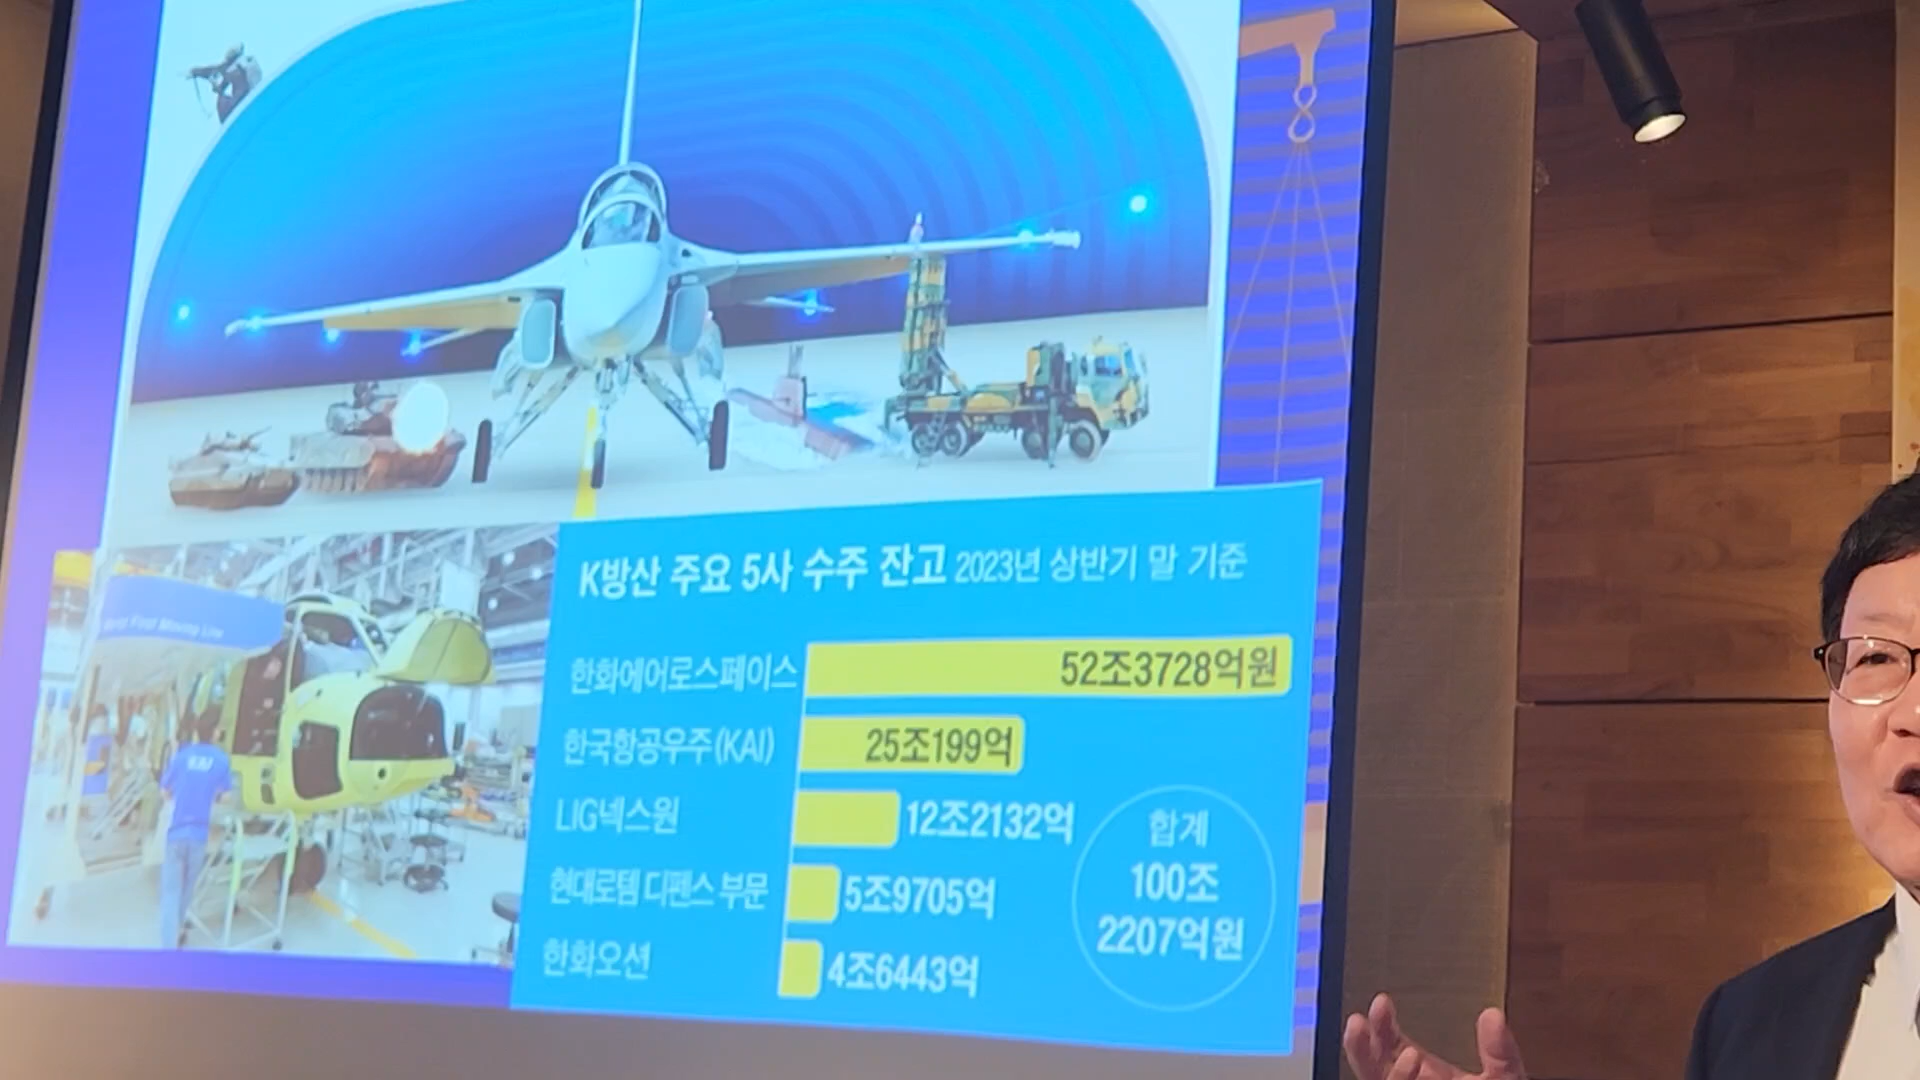 K방산 주요 5사 수주 잔고 2023년 상반기 말 기준
한화에어로스페이스 52조3728억원
한국항공우주(KAI) 25조199억
LIG넥스원 12조2132억
현대로템 디펜스 부문 5조9705억
한화오션 4조6443억
합계
100조
2207억원
KAI